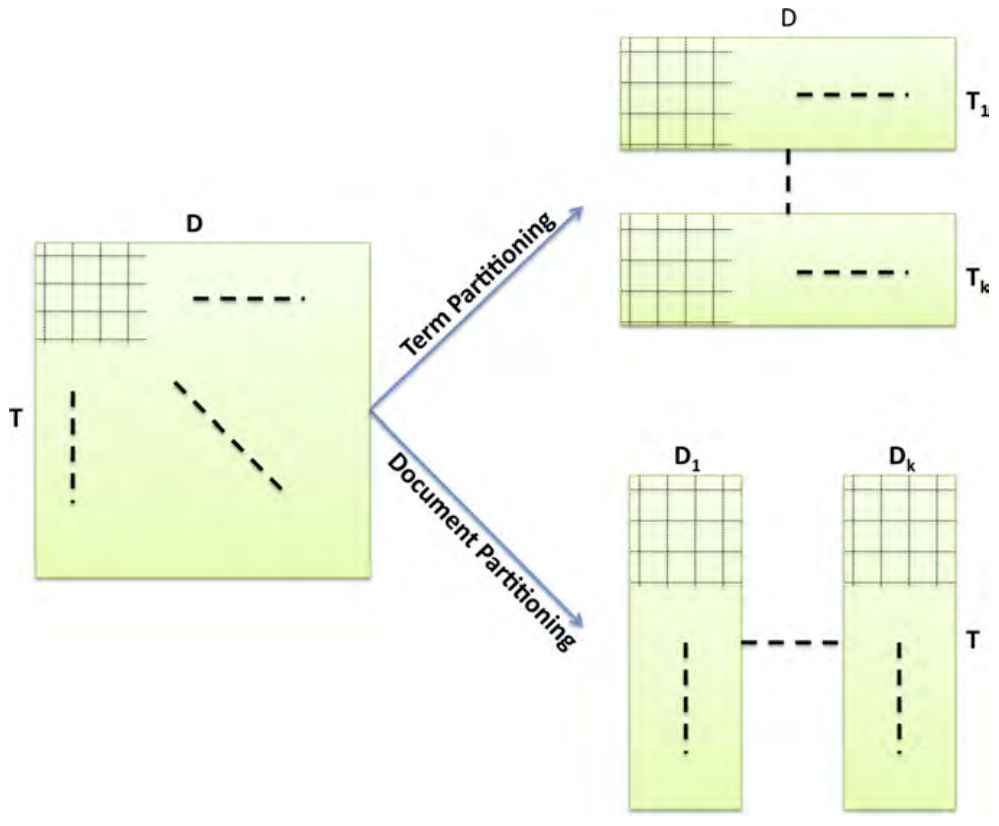 D
T
Term Partitioning
Document Partitioning
D
T₁
Tₖ
D₁
Dₖ
T